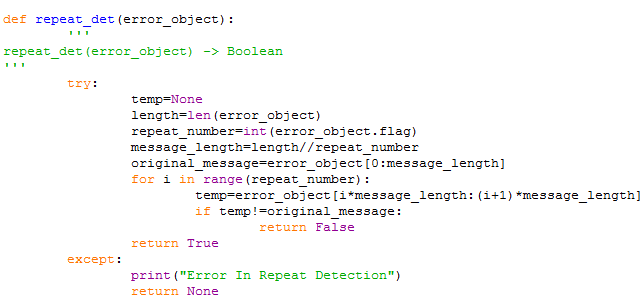 def repeat_det(error_object):
        '''
repeat_det(error_object) -> Boolean
'''
        try:
                temp=None
                length=len(error_object)
                repeat_number=int(error_object.flag)
                message_length=length//repeat_number
                original_message=error_object[0:message_length]
                for i in range(repeat_number):
                        temp=error_object[i*message_length:(i+1)*message_length]
                        if temp!=original_message:
                                return False
                return True
        except:
                print("Error In Repeat Detection")
                return None